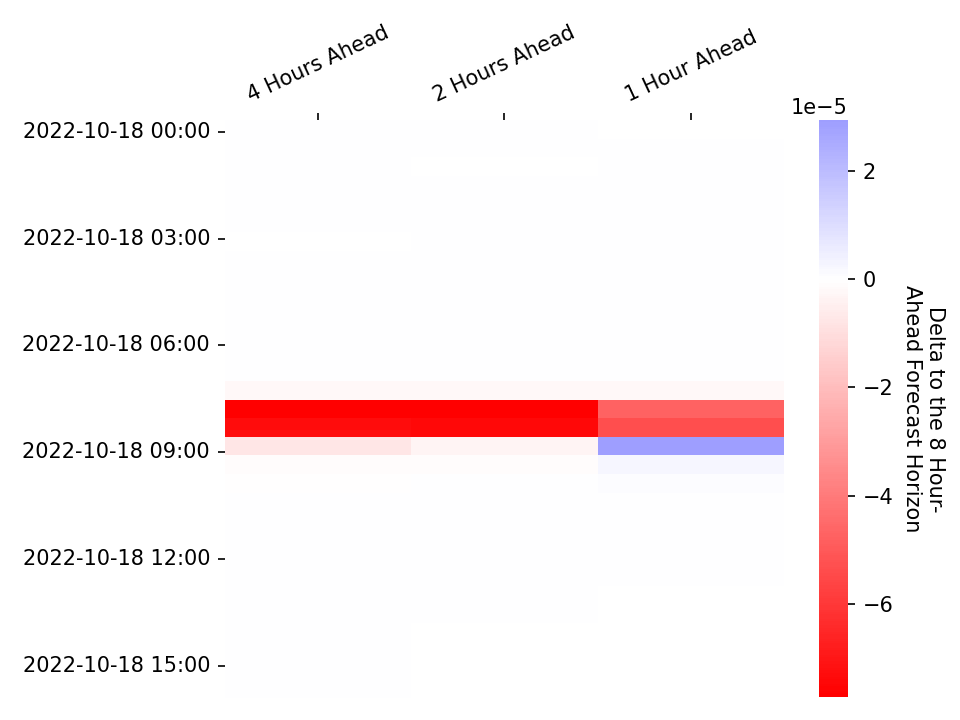 4 Hours Ahead
2 Hours Ahead
1 Hour Ahead
1e−5
2022-10-18 00:00
2022-10-18 03:00
2022-10-18 06:00
2022-10-18 09:00
2022-10-18 12:00
2022-10-18 15:00
2
0
−2
−4
−6
Delta to the 8 Hour-
Ahead Forecast Horizon